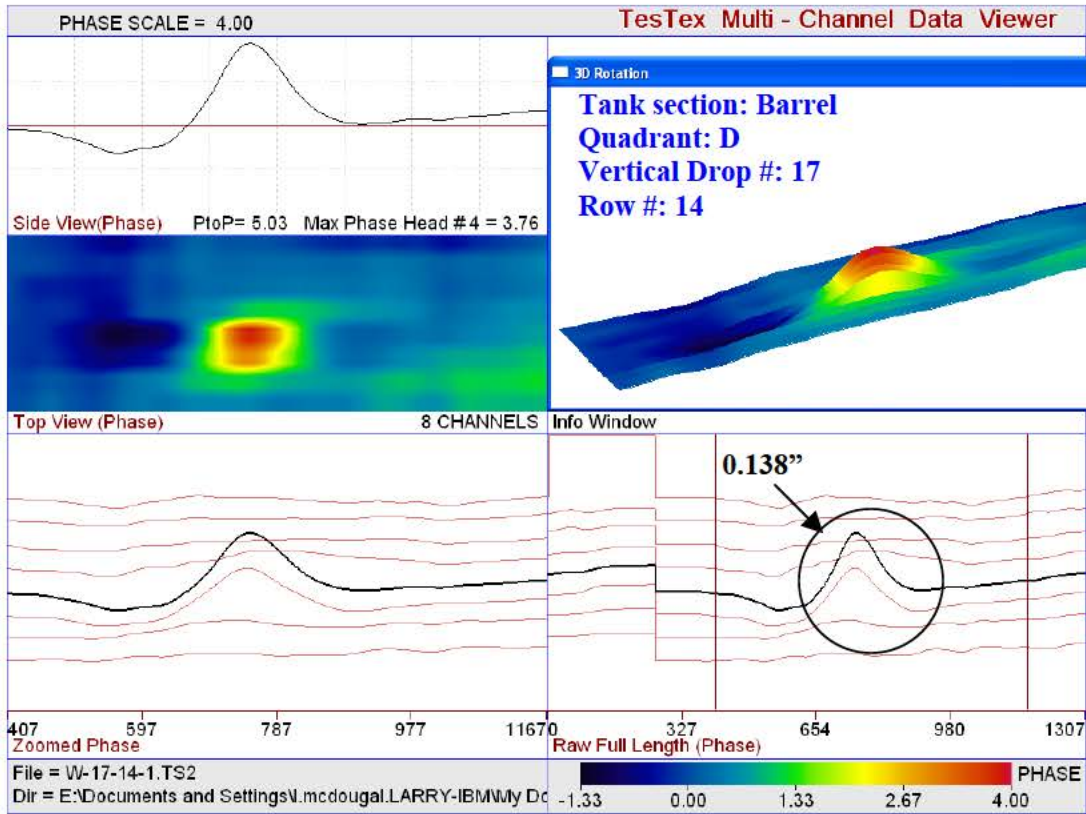 PHASE SCALE = 4.00
TesTex Multi - Channel Data Viewer
3D Rotation
Tank section: Barrel
Quadrant: D
Vertical Drop #: 17
Row #: 14
Side View(Phase) PtoP= 5.03 Max Phase Head # 4 = 3.76
Top View (Phase) 8 CHANNELS
Info Window
0.138”
407 597 787 977 1167
Zoomed Phase
0 327 654 980 1307
Raw Full Length (Phase)
File = W-17-14-1.TS2
Dir = E:\Documents and Settings\l.mcdougal.LARRY-IBM\My Do
PHASE
-1.33 0.00 1.33 2.67 4.00